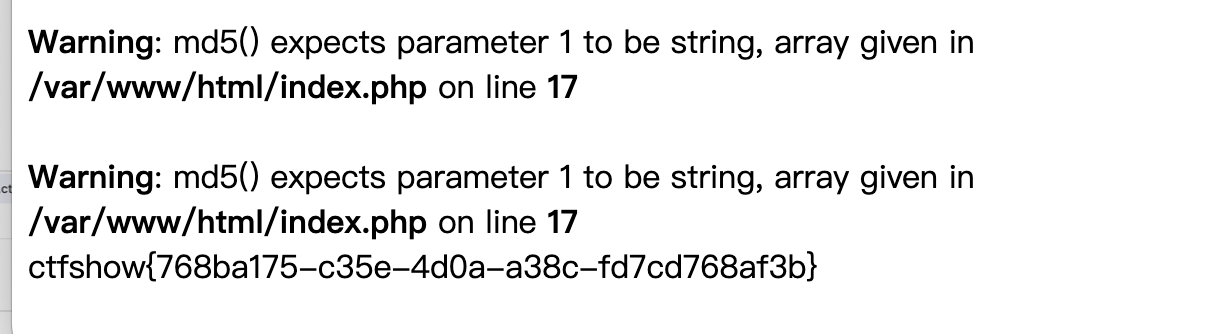 Warning: md5() expects parameter 1 to be string, array given in
/var/www/html/index.php on line 17
Warning: md5() expects parameter 1 to be string, array given in
ct
/var/www/html/index.php on line 17
ctfshow{768ba175-c35e-4d0a-a38c-fd7cd768af3b}